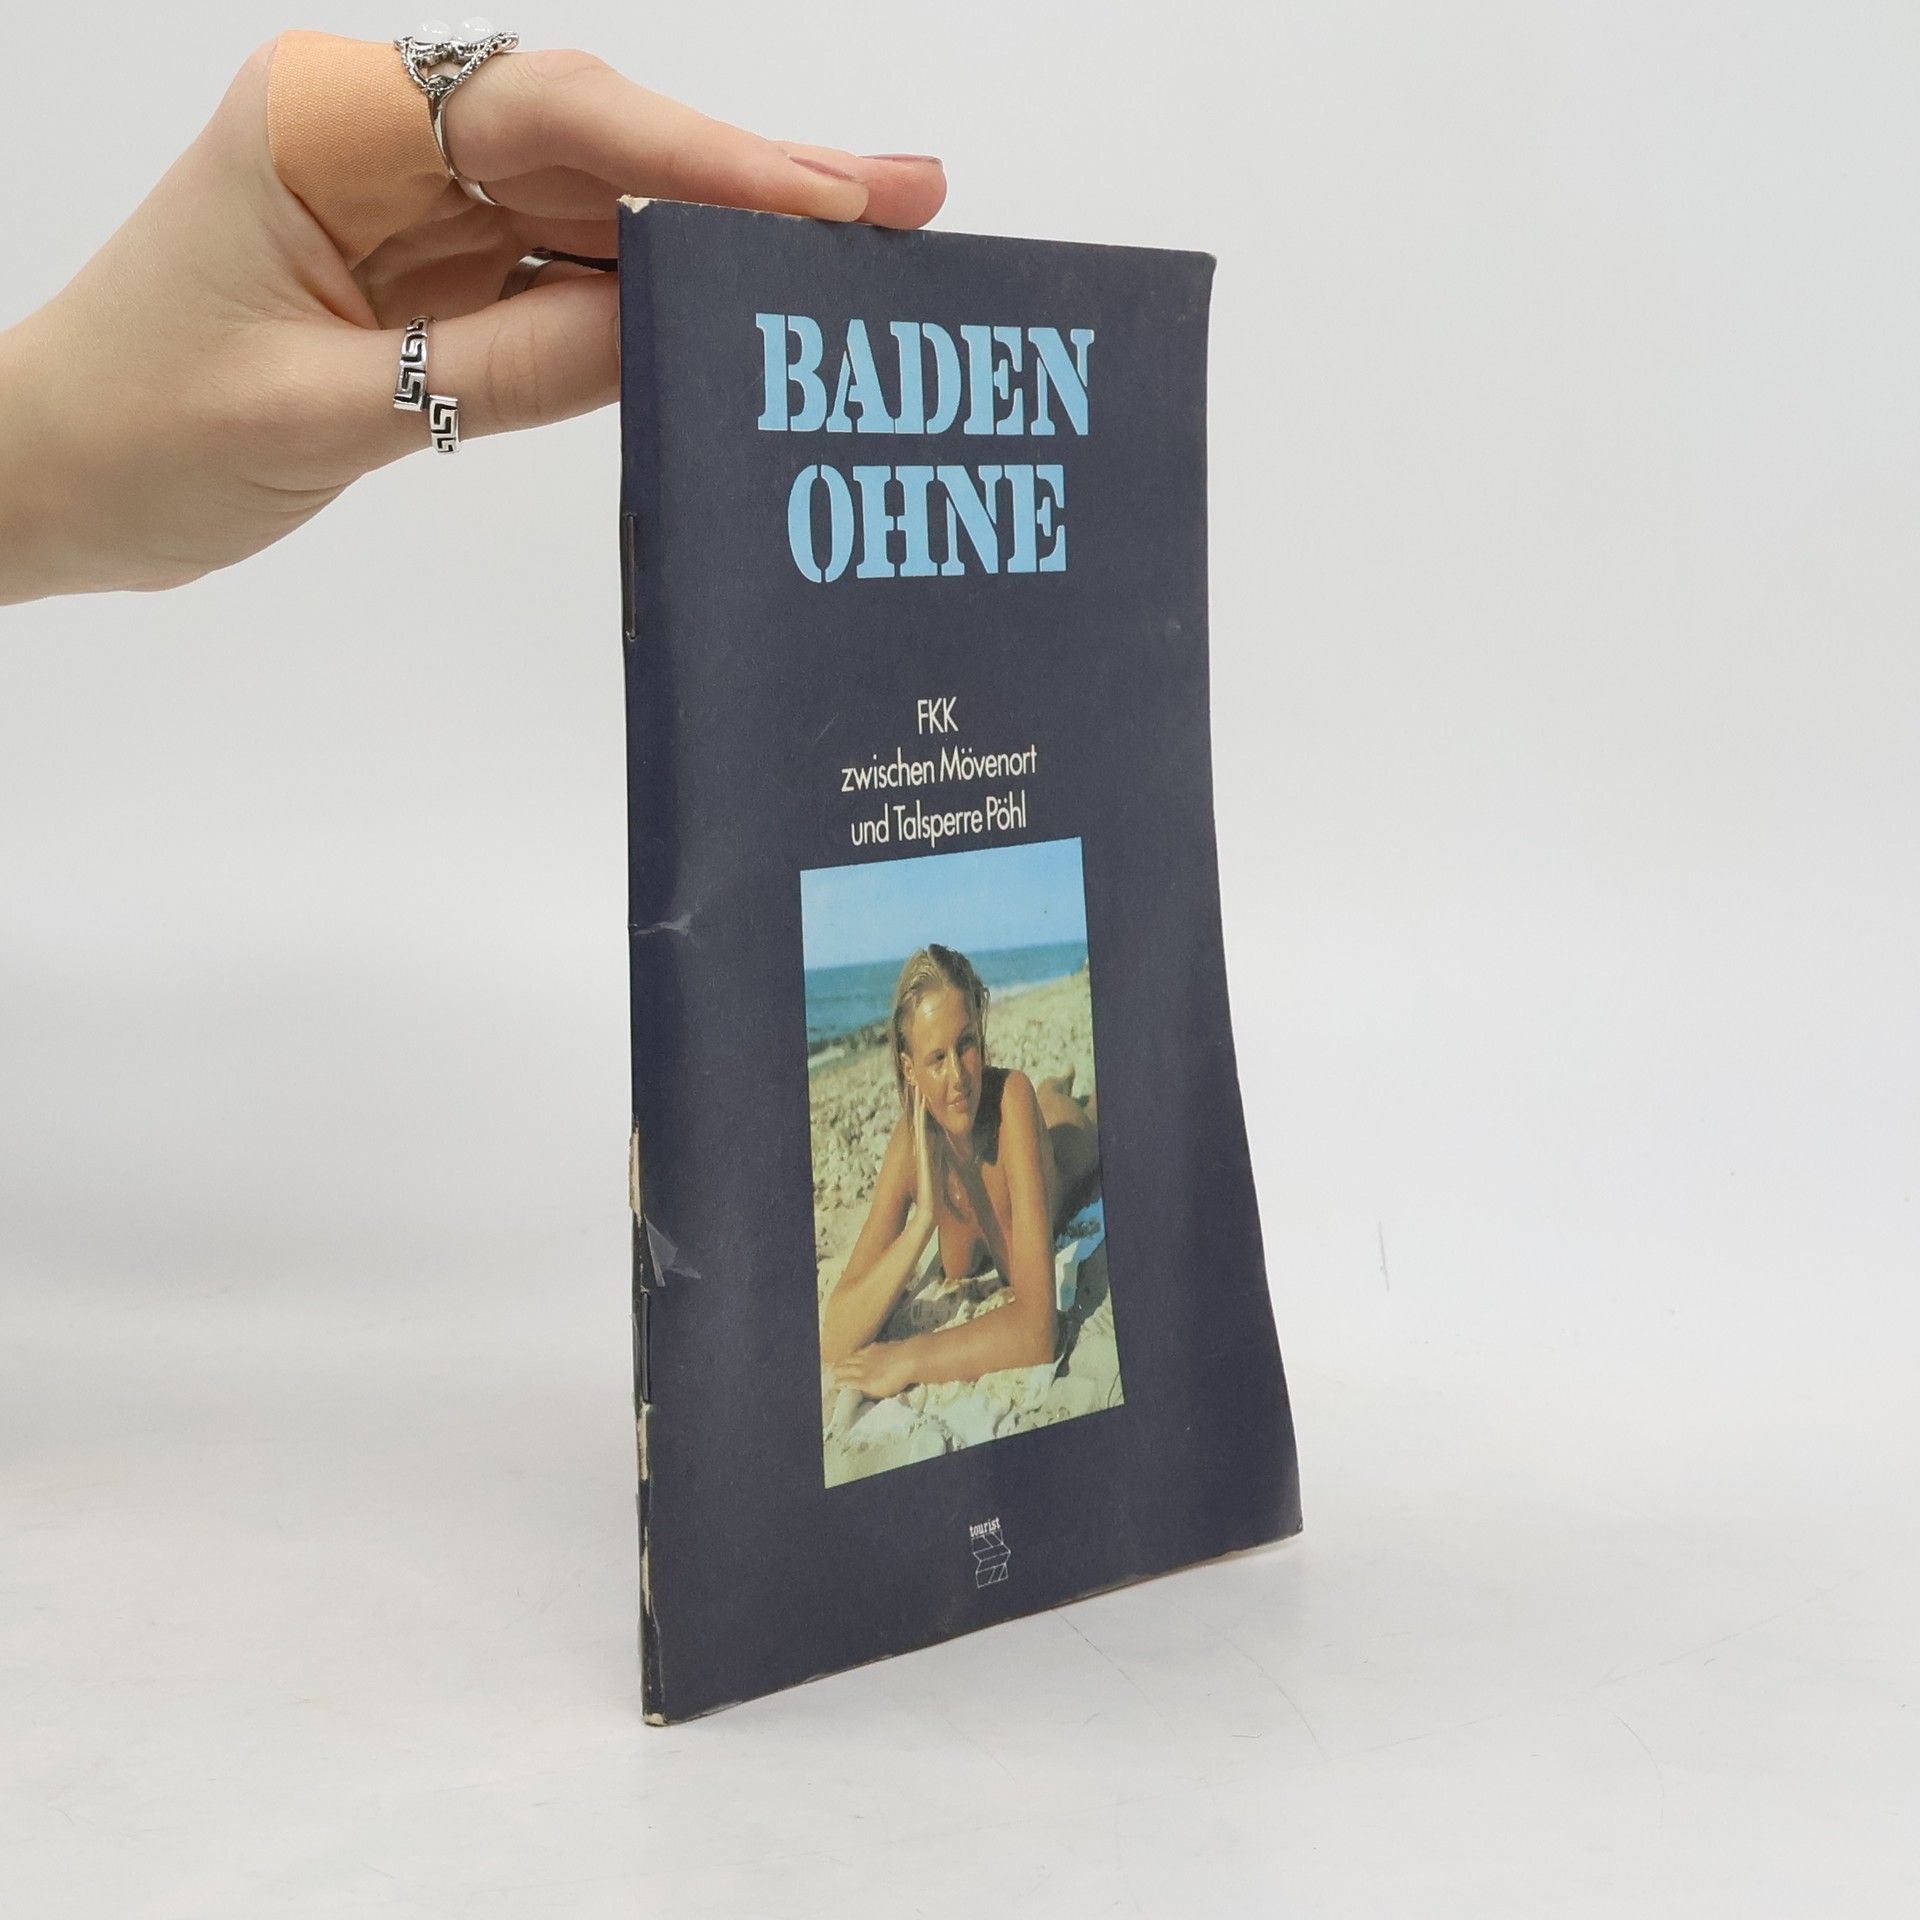 BADEN
OHNE
FKK
zwischen Mövenort
und Talsperre Pöhl
tourist